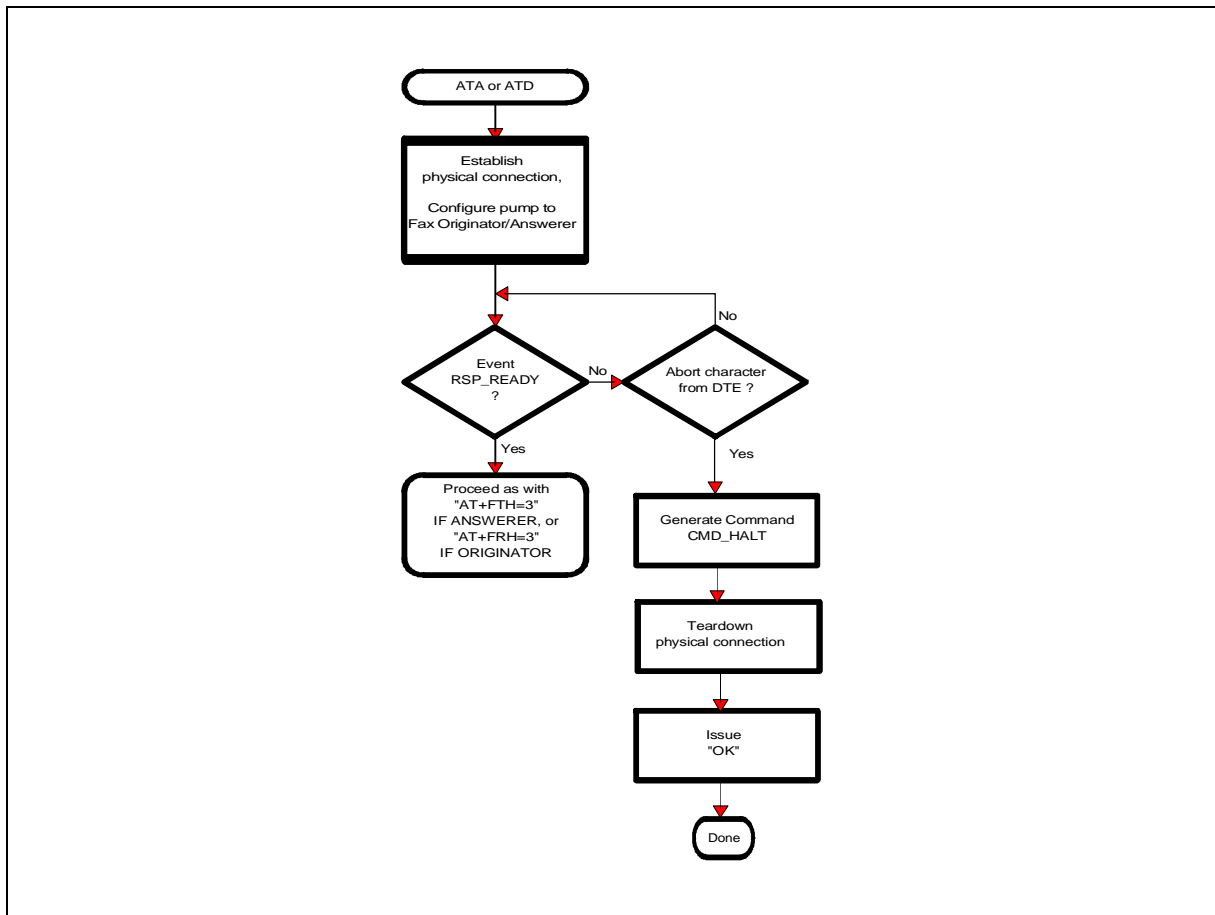 ATA or ATD
Establish
physical connection,
Configure pump to
Fax Originator/Answerer
No
Event
RSP_READY
?
No
Abort character
from DTE ?
Yes
Yes
Proceed as with
"AT+FTH=3"
IF ANSWERER, or
"AT+FRH=3"
IF ORIGINATOR
Generate Command
CMD_HALT
Teardown
physical connection
Issue
"OK"
Done